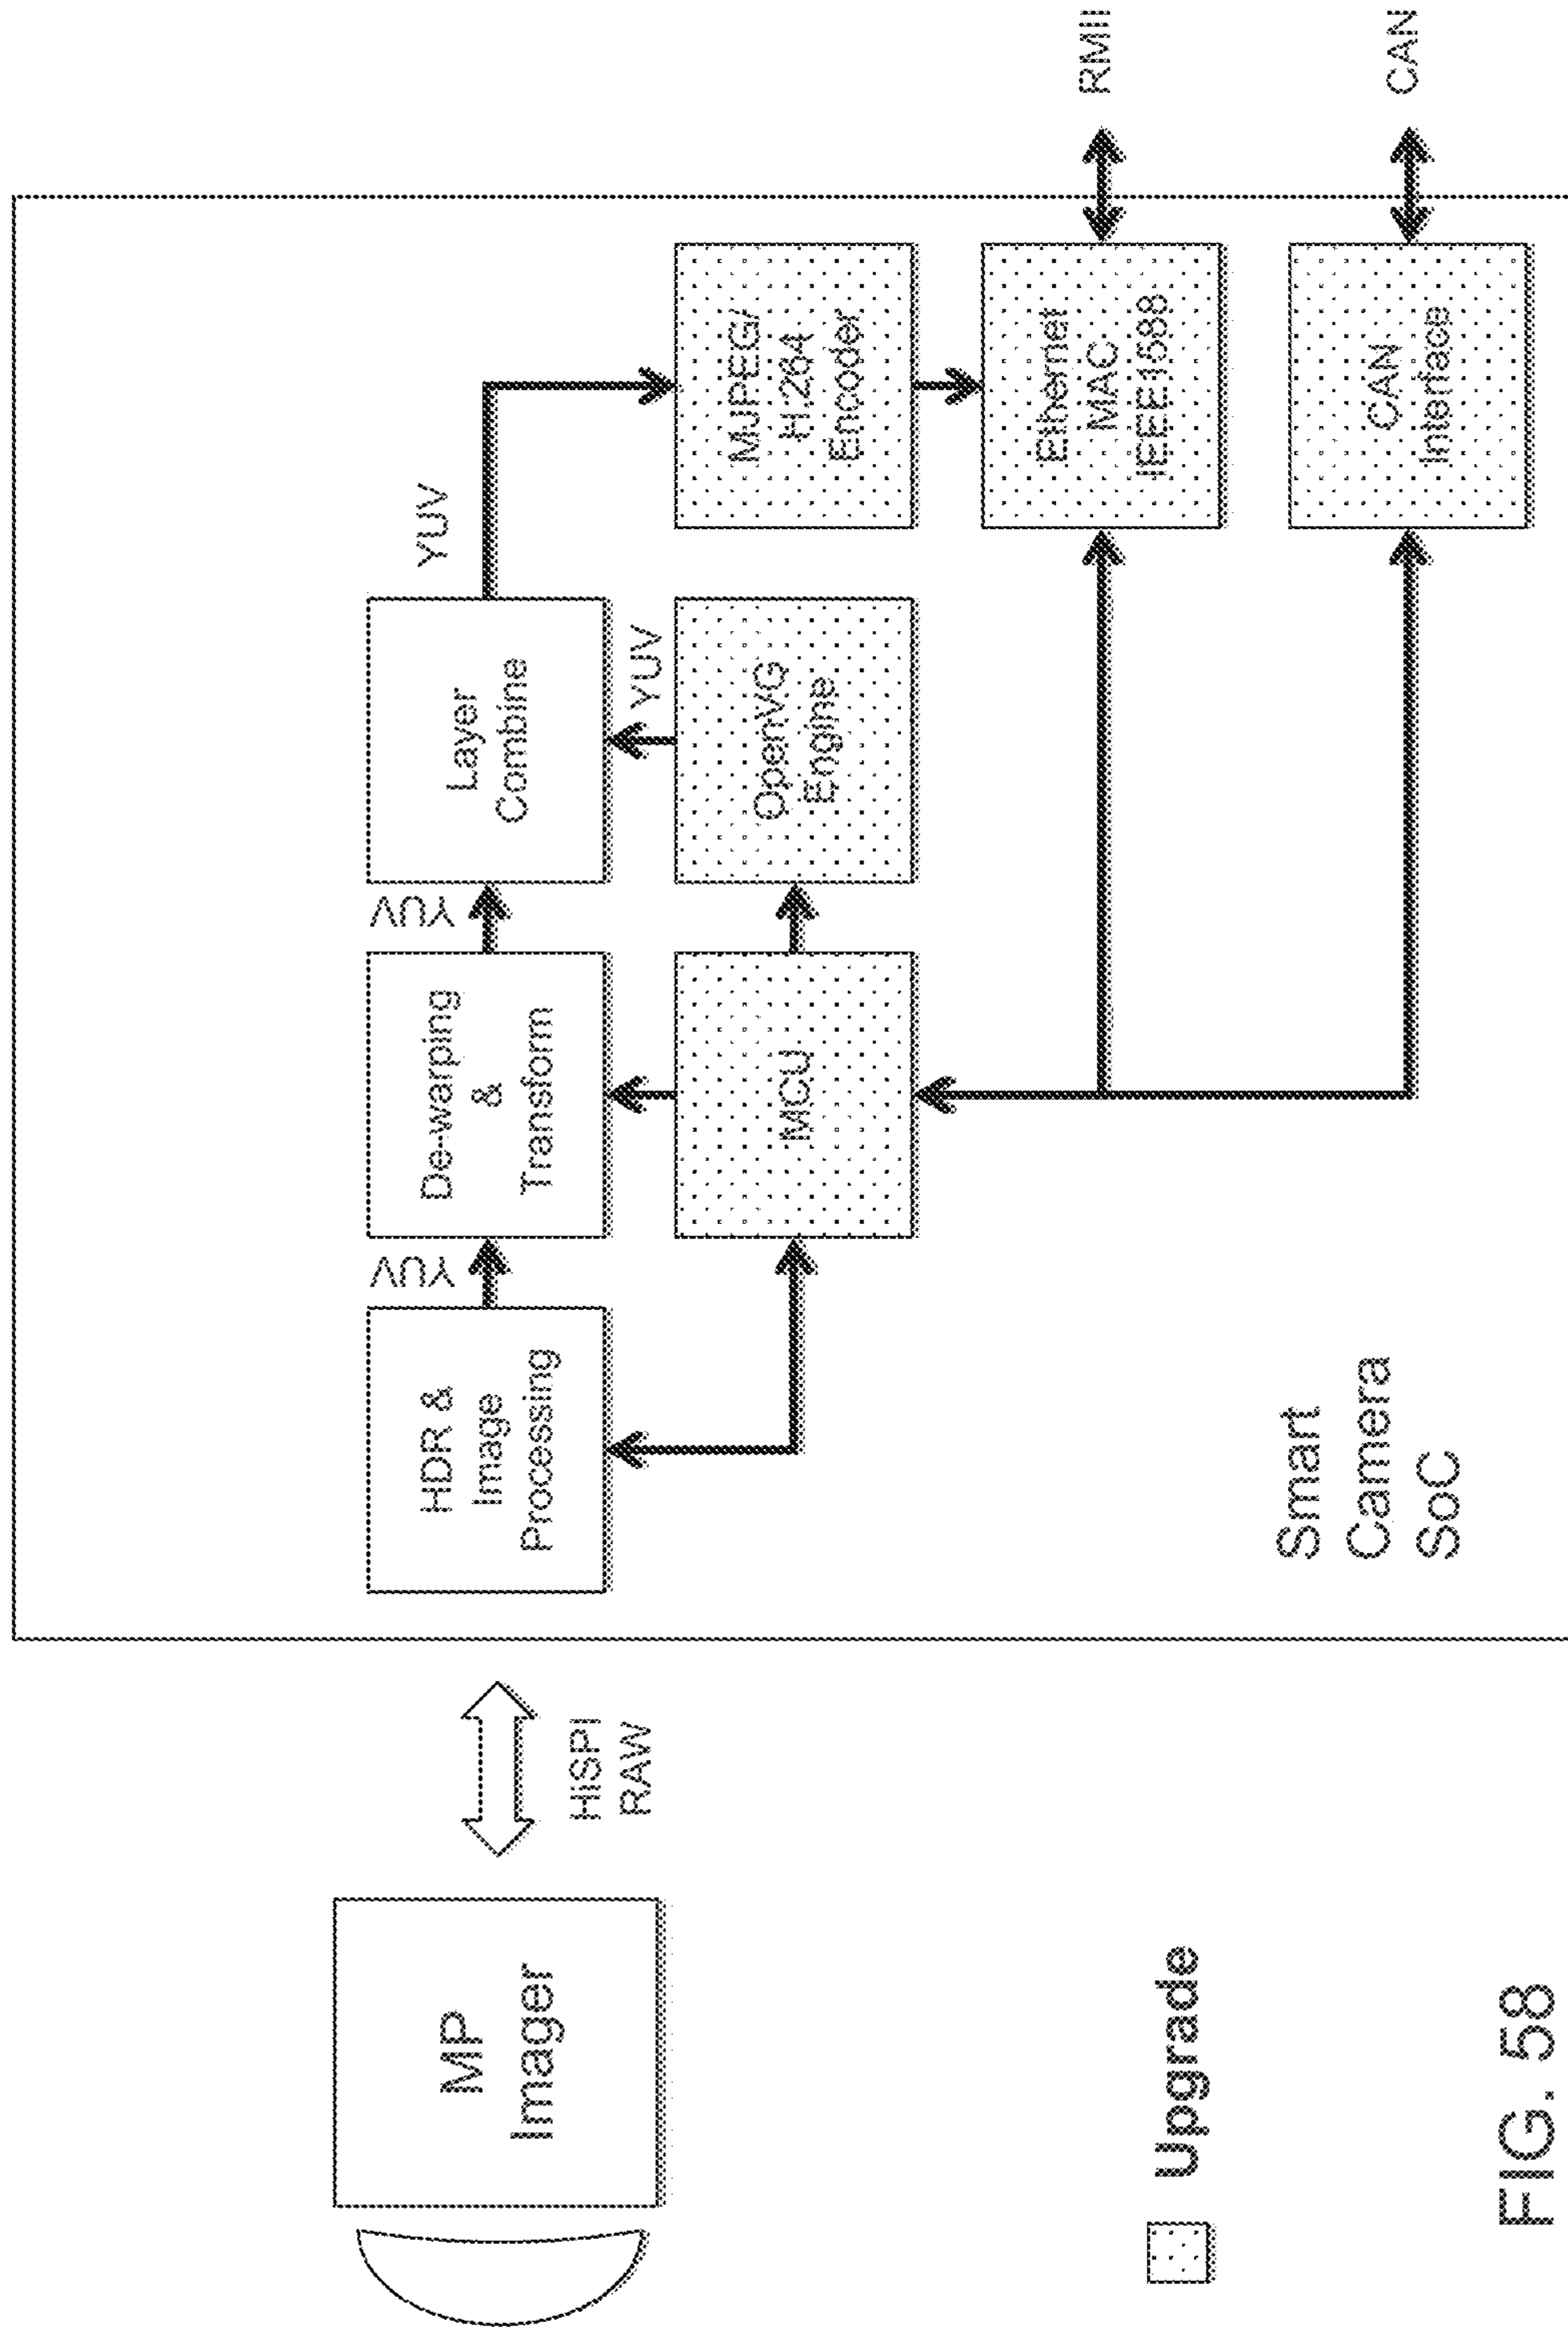 MP
Imager
HiSPI
RAW
HDR &
Image
Processing
YUV
De-warping
&
Transform
YUV
Layer
Combine
YUV
YUV
MCU
OpenVG
Engine
MJPEG/
H.264
Encoder
Ethernet
MAC
IEEE1588
RMII
CAN
Interface
CAN
Smart
Camera
SoC
Upgrade
FIG. 58